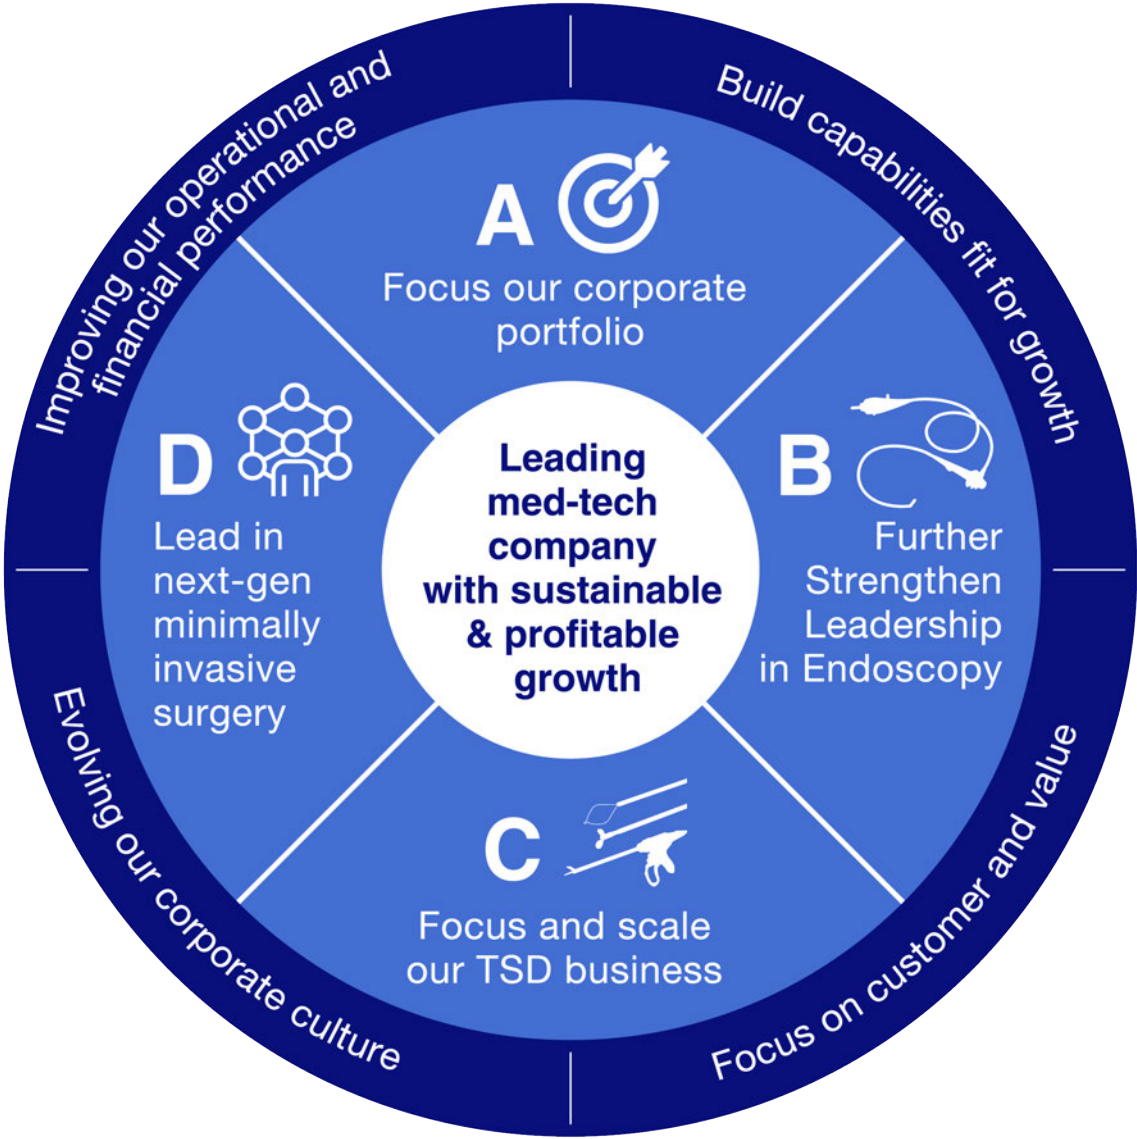 Improving our operational and
financial performance
Build capabilities fit for growth
A
Focus our corporate
portfolio
D
Lead in
next-gen
minimally
invasive
surgery
Leading
med-tech
company
with sustainable
& profitable
growth
B
Further
Strengthen
Leadership
in Endoscopy
C
Focus and scale
our TSD business
Evolving our corporate culture
Focus on customer and value